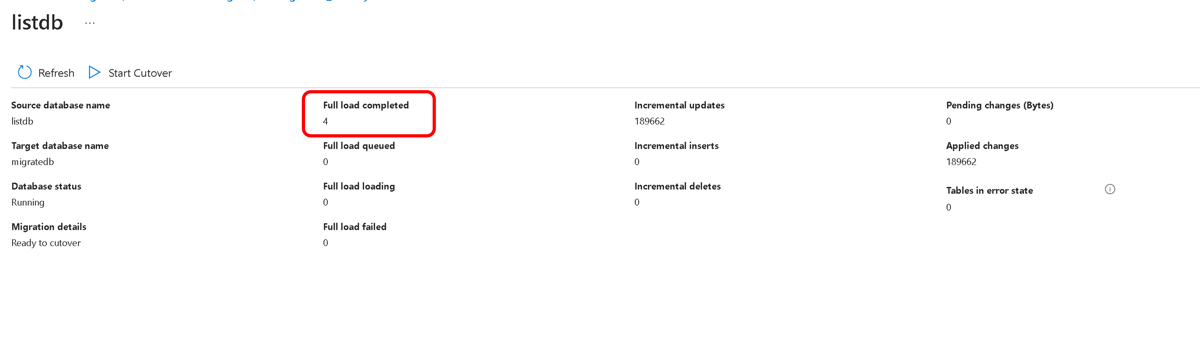 listdb ...
Refresh Start Cutover
Source database name
listdb
Target database name
migratedb
Database status
Running
Migration details
Ready to cutover
Full load completed
4
Full load queued
0
Full load loading
0
Full load failed
0
Incremental updates
189662
Incremental inserts
0
Incremental deletes
0
Pending changes (Bytes)
0
Applied changes
189662
Tables in error state
0